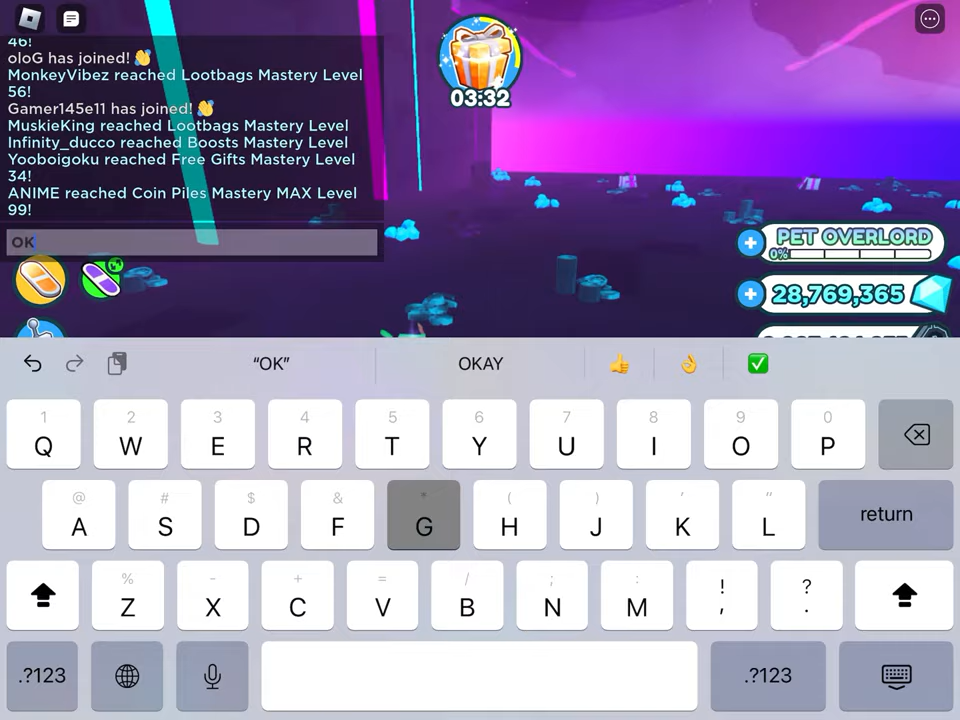 46!
oloG has joined! 👋
MonkeyVibez reached Lootbags Mastery Level
56!
Gamer145e11 has joined! 👋
MuskieKing reached Lootbags Mastery Level
Infinity_ducco reached Boosts Mastery Level
Yooboigoku reached Free Gifts Mastery Level
34!
ANIME reached Coin Piles Mastery MAX Level
99!
OK
03:32
PET OVERLORD
0%
28,769,365
“OK” OKAY 👍 👌 ✅
1 2 3 4 5 6 7 8 9 0
Q W E R T Y U I O P
@ # $ & * ( ) ' "
A S D F G H J K L return
% - + = / ; : ! ?
Z X C V B N M , .
.?123 .?123